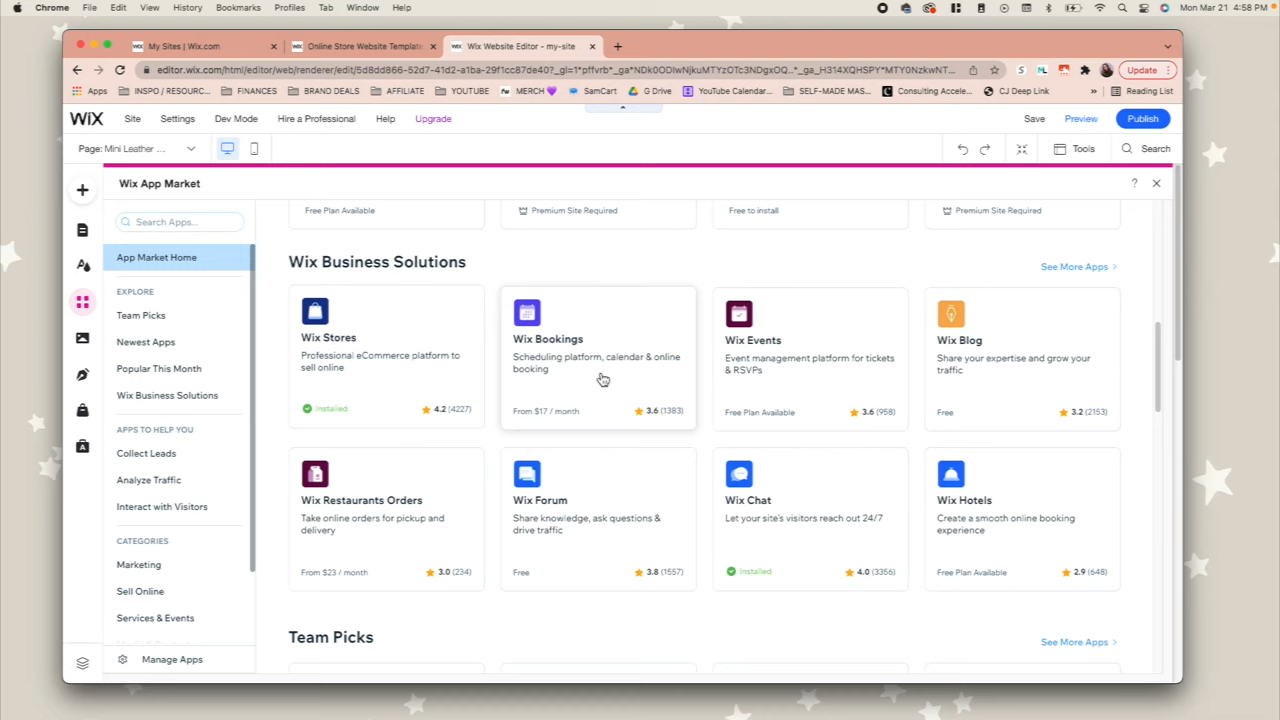 Chrome File Edit View History Bookmarks Profiles Tab Window Help Mon Mar 21 4:58 PM
My Sites | Wix.com
Online Store Website Template
Wix Website Editor - my-site
Update
Apps INSPO / RESOURC... FINANCES BRAND DEALS AFFILIATE YOUTUBE MERCH SamCart G Drive YouTube Calendar... SELF-MADE MAS... Consulting Accele... CJ Deep Link » Reading List
WiX Site Settings Dev Mode Hire a Professional Help Upgrade Save Preview Publish
Page: Mini Leather ... Tools Search
Wix App Market ?
Search Apps...
App Market Home
EXPLORE
Team Picks
Newest Apps
Popular This Month
Wix Business Solutions
APPS TO HELP YOU
Collect Leads
Analyze Traffic
Interact with Visitors
CATEGORIES
Marketing
Sell Online
Services & Events
Manage Apps
Free Plan Available
Premium Site Required
Free to install
Premium Site Required
Wix Business Solutions
See More Apps >
Wix Stores
Professional eCommerce platform to
sell online
Installed 4.2 (4227)
Wix Bookings
Scheduling platform, calendar & online
booking
From $17 / month 3.6 (1383)
Wix Events
Event management platform for tickets
& RSVPs
Free Plan Available 3.6 (958)
Wix Blog
Share your expertise and grow your
traffic
Free 3.2 (2153)
Wix Restaurants Orders
Take online orders for pickup and
delivery
From $23 / month 3.0 (234)
Wix Forum
Share knowledge, ask questions &
drive traffic
Free 3.8 (1557)
Wix Chat
Let your site's visitors reach out 24/7
Installed 4.0 (3356)
Wix Hotels
Create a smooth online booking
experience
Free Plan Available 2.9 (648)
Team Picks
See More Apps >